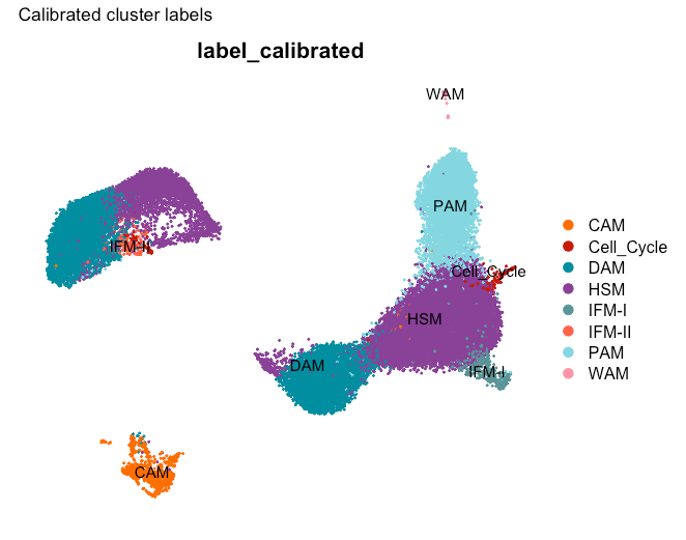 Calibrated cluster labels
label_calibrated
WAM
PAM
IFM-II
Cell_Cycle
HSM
DAM
IFM-I
CAM
CAM
Cell_Cycle
DAM
HSM
IFM-I
IFM-II
PAM
WAM